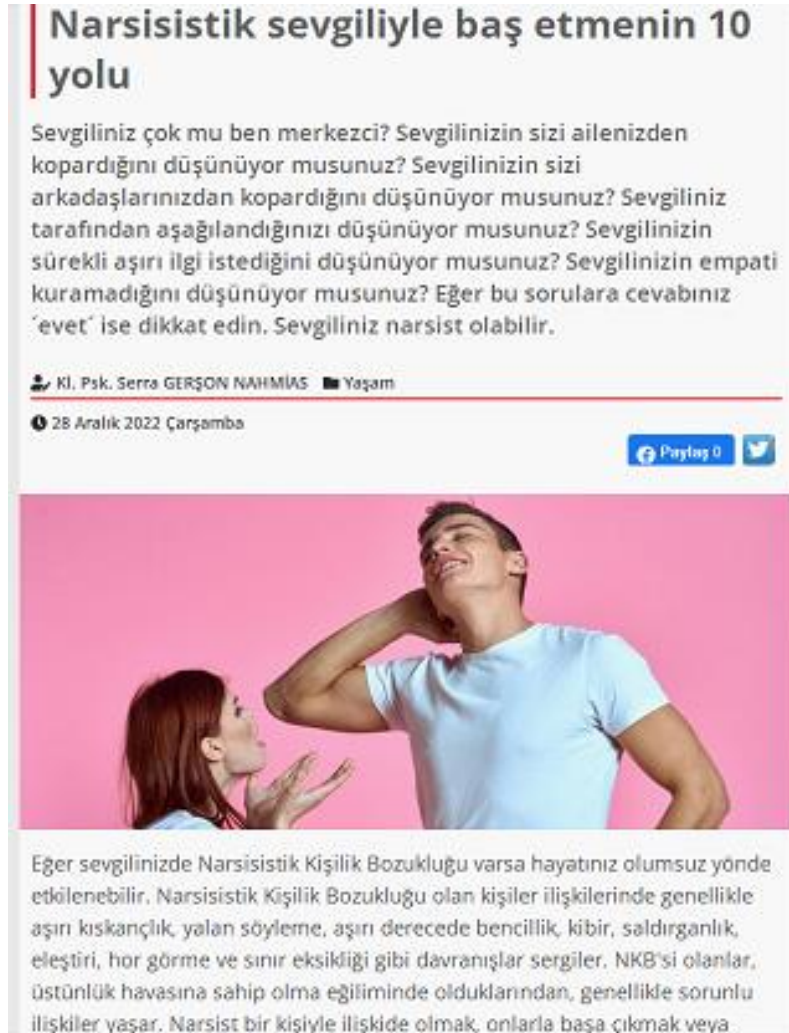 Narsisistik sevgiliyle baş etmenin 10
yolu
Sevgiliniz çok mu ben merkezci? Sevgilinizin sizi ailenizden
kopardığını düşünüyor musunuz? Sevgilinizin sizi
arkadaşlarınızdan kopardığını düşünüyor musunuz? Sevgiliniz
tarafından aşağılandığınızı düşünüyor musunuz? Sevgilinizin
sürekli aşırı ilgi istediğini düşünüyor musunuz? Sevgilinizin empati
kuramadığını düşünüyor musunuz? Eğer bu sorulara cevabınız
´evet´ ise dikkat edin. Sevgiliniz narsist olabilir.
Kl. Psk. Serra GERŞON NAHMİAS Yaşam
28 Aralık 2022 Çarşamba
Paylaş 0
Eğer sevgilinizde Narsisistik Kişilik Bozukluğu varsa hayatınız olumsuz yönde
etkilenebilir. Narsisistik Kişilik Bozukluğu olan kişiler ilişkilerinde genellikle
aşırı kıskançlık, yalan söyleme, aşırı derecede bencillik, kibir, saldırganlık,
eleştiri, hor görme ve sınır eksikliği gibi davranışlar sergiler. NKB'si olanlar,
üstünlük havasına sahip olma eğiliminde olduklarından, genellikle sorunlu
ilişkiler yaşar. Narsist bir kişiyle ilişkide olmak, onlarla başa çıkmak veya